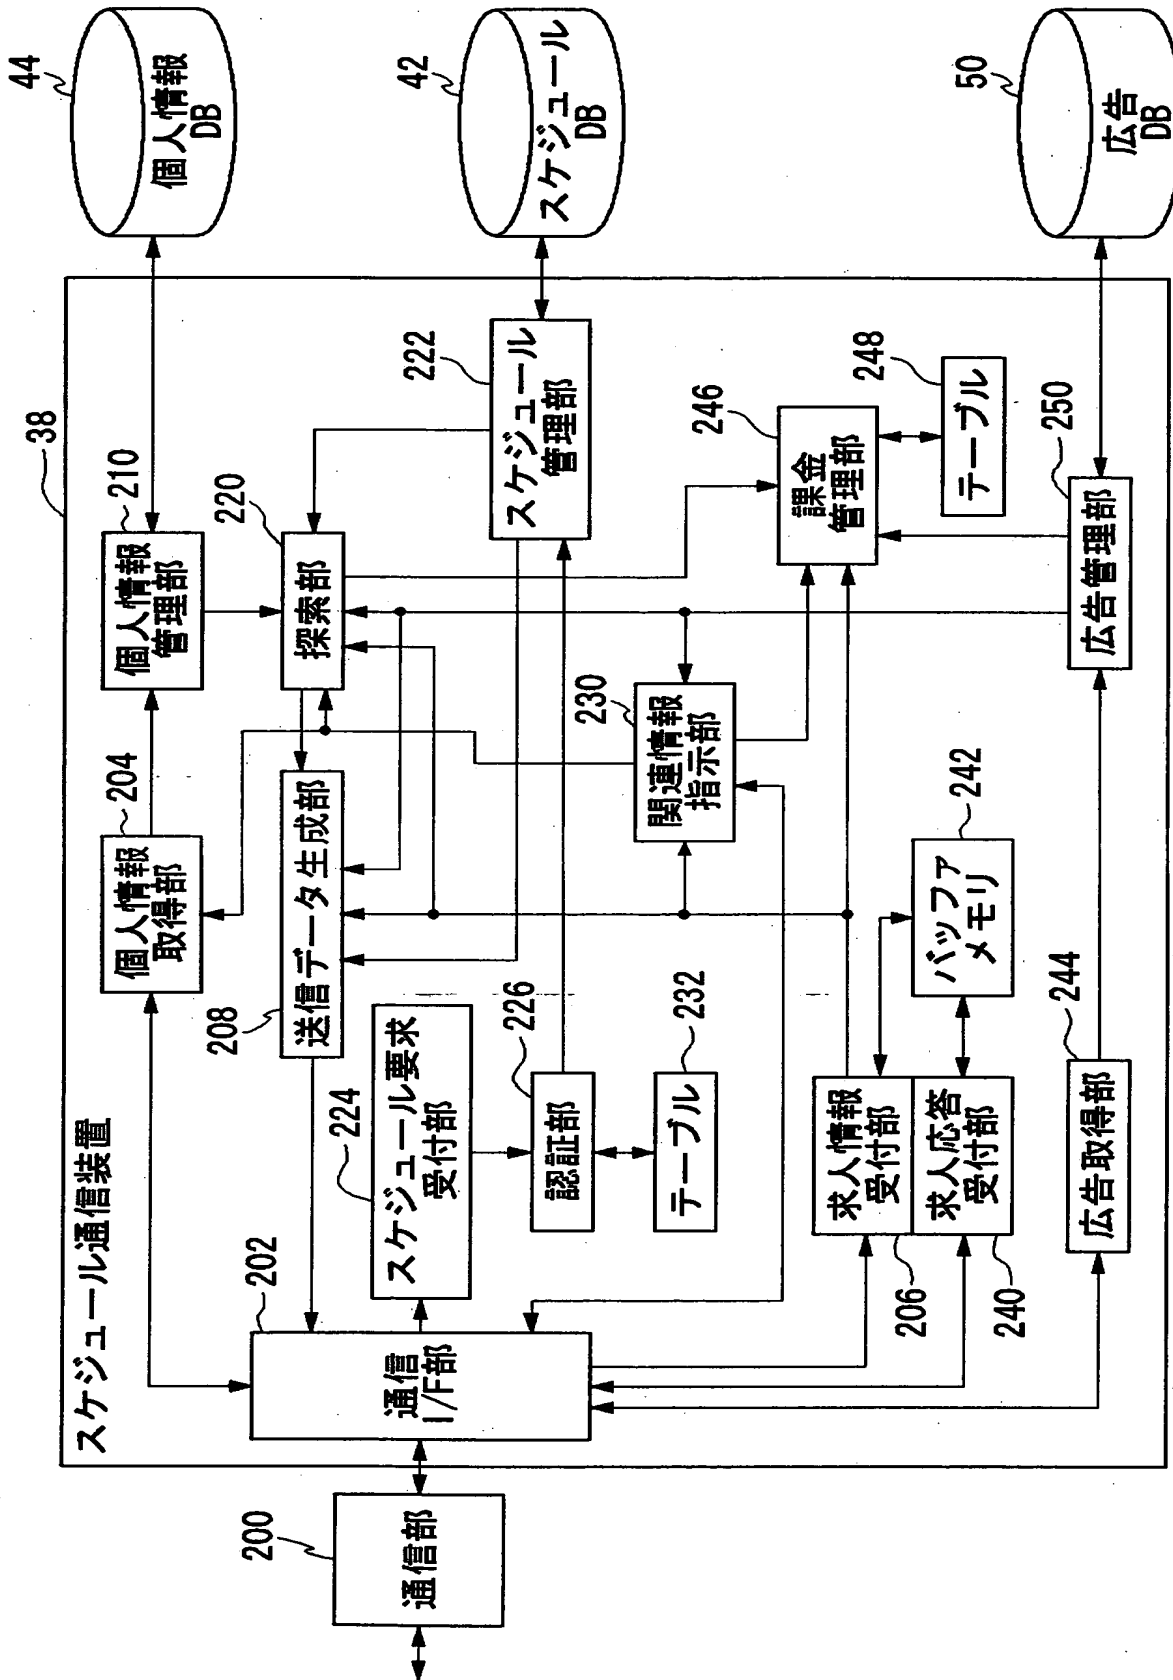 スケジュール通信装置
38
200
通信部
202
通信
I/F部
204
個人情報
取得部
210
個人情報
管理部
44
個人情報
DB
208
送信データ生成部
220
探索部
222
スケジュール
管理部
42
スケジュール
DB
224
スケジュール要求
受付部
226
認証部
232
テーブル
230
関連情報
指示部
246
課金
管理部
248
テーブル
206
求人情報
受付部
240
求人応答
受付部
242
バッファ
メモリ
244
広告取得部
250
広告管理部
50
広告
DB